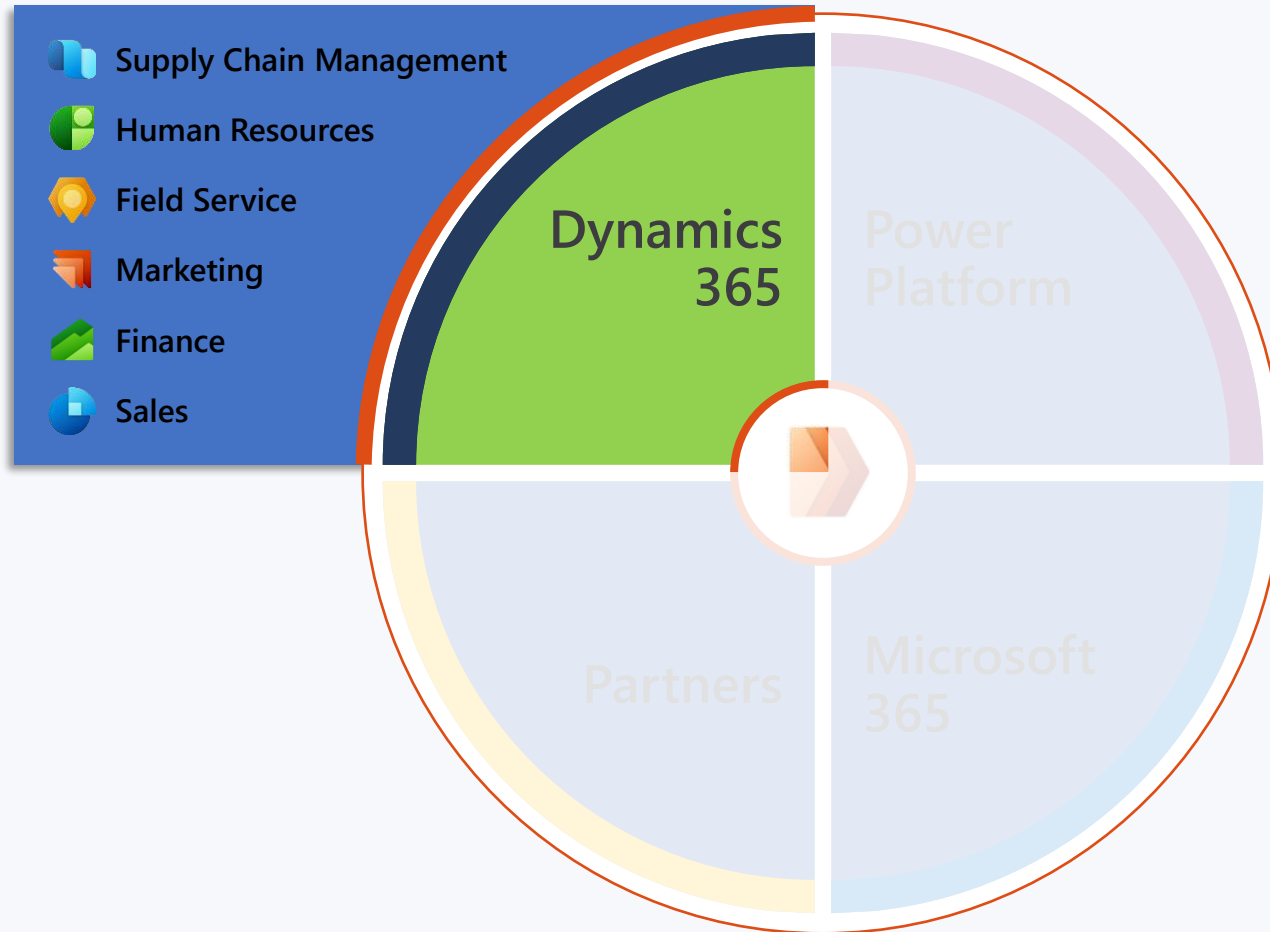 Supply Chain Management
Human Resources
Field Service
Marketing
Finance
Sales
Dynamics
365
Power
Platform
Partners
Microsoft
365